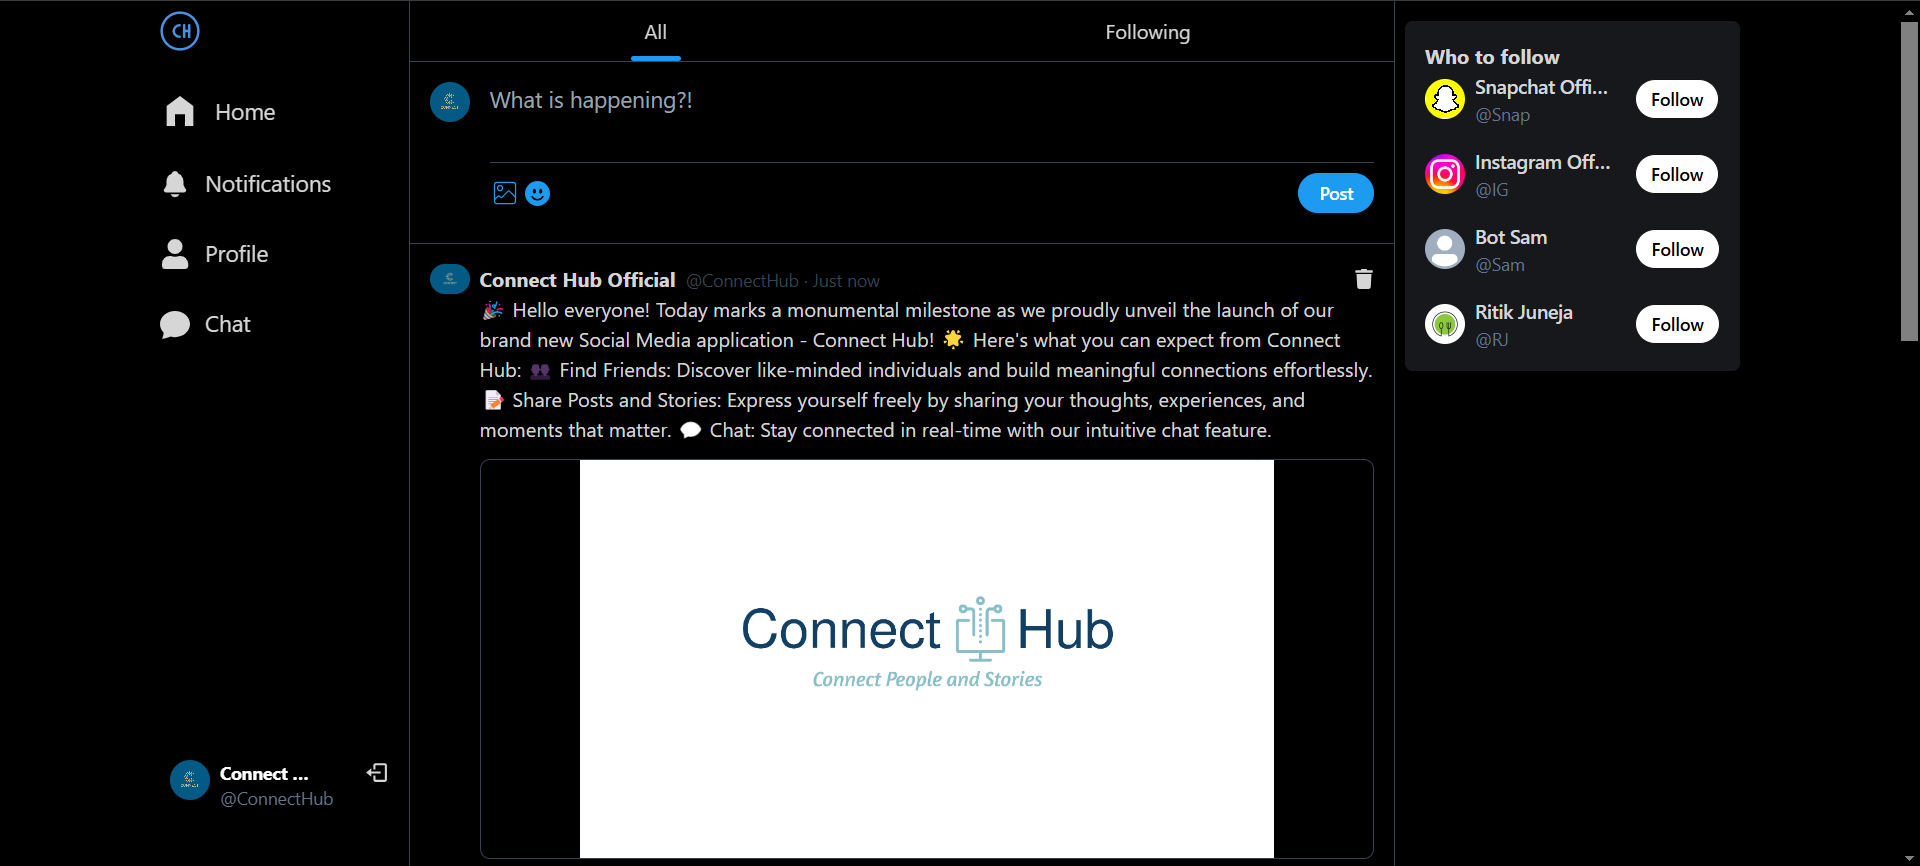 CH
Home
Notifications
Profile
Chat
Connect ...
@ConnectHub
All
Following
What is happening?!
Post
Connect Hub Official @ConnectHub · Just now
🎉 Hello everyone! Today marks a monumental milestone as we proudly unveil the launch of our
brand new Social Media application - Connect Hub! 🌟 Here's what you can expect from Connect
Hub: 👥 Find Friends: Discover like-minded individuals and build meaningful connections effortlessly.
📝 Share Posts and Stories: Express yourself freely by sharing your thoughts, experiences, and
moments that matter. 💬 Chat: Stay connected in real-time with our intuitive chat feature.
Connect Hub
Connect People and Stories
Who to follow
Snapchat Offi...
@Snap
Follow
Instagram Off...
@IG
Follow
Bot Sam
@Sam
Follow
Ritik Juneja
@RJ
Follow